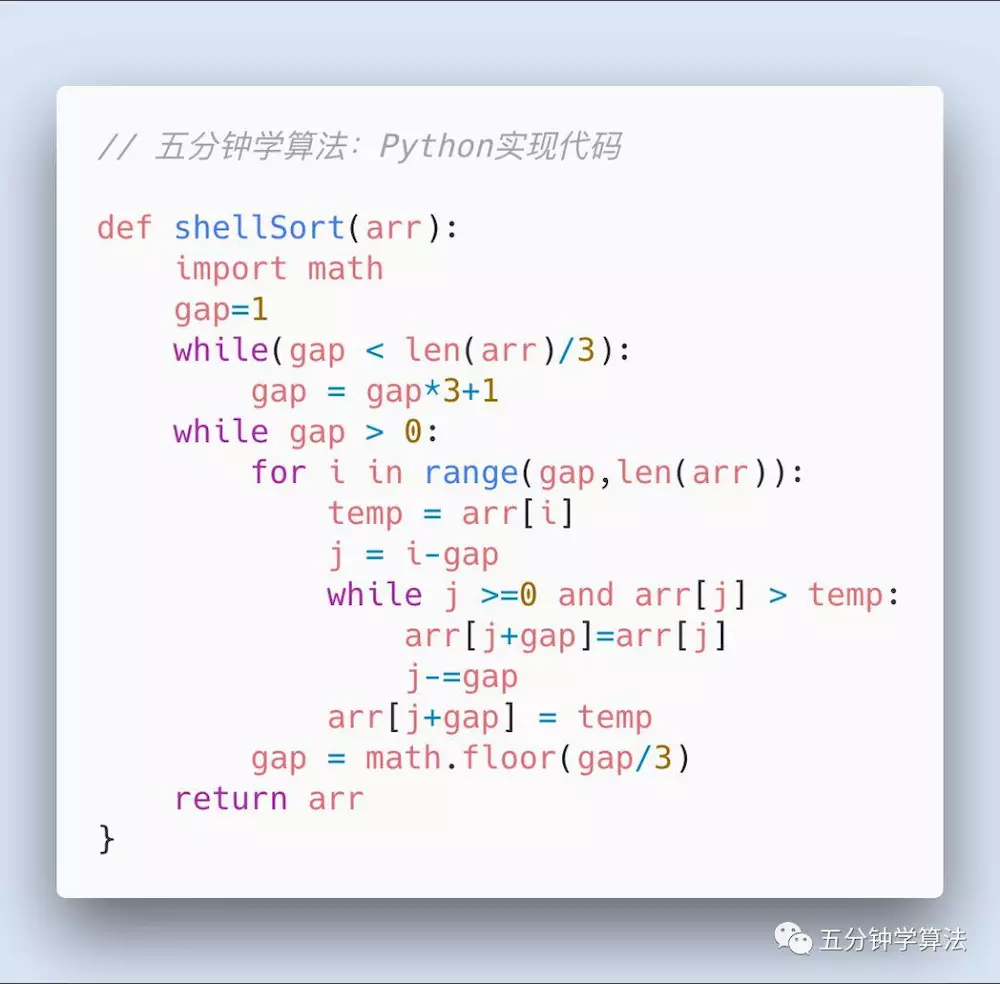 // 五分钟学算法：Python实现代码
def shellSort(arr):
    import math
    gap=1
    while(gap < len(arr)/3):
        gap = gap*3+1
    while gap > 0:
        for i in range(gap,len(arr)):
            temp = arr[i]
            j = i-gap
            while j >=0 and arr[j] > temp:
                arr[j+gap]=arr[j]
                j-=gap
            arr[j+gap] = temp
        gap = math.floor(gap/3)
    return arr
}
五分钟学算法